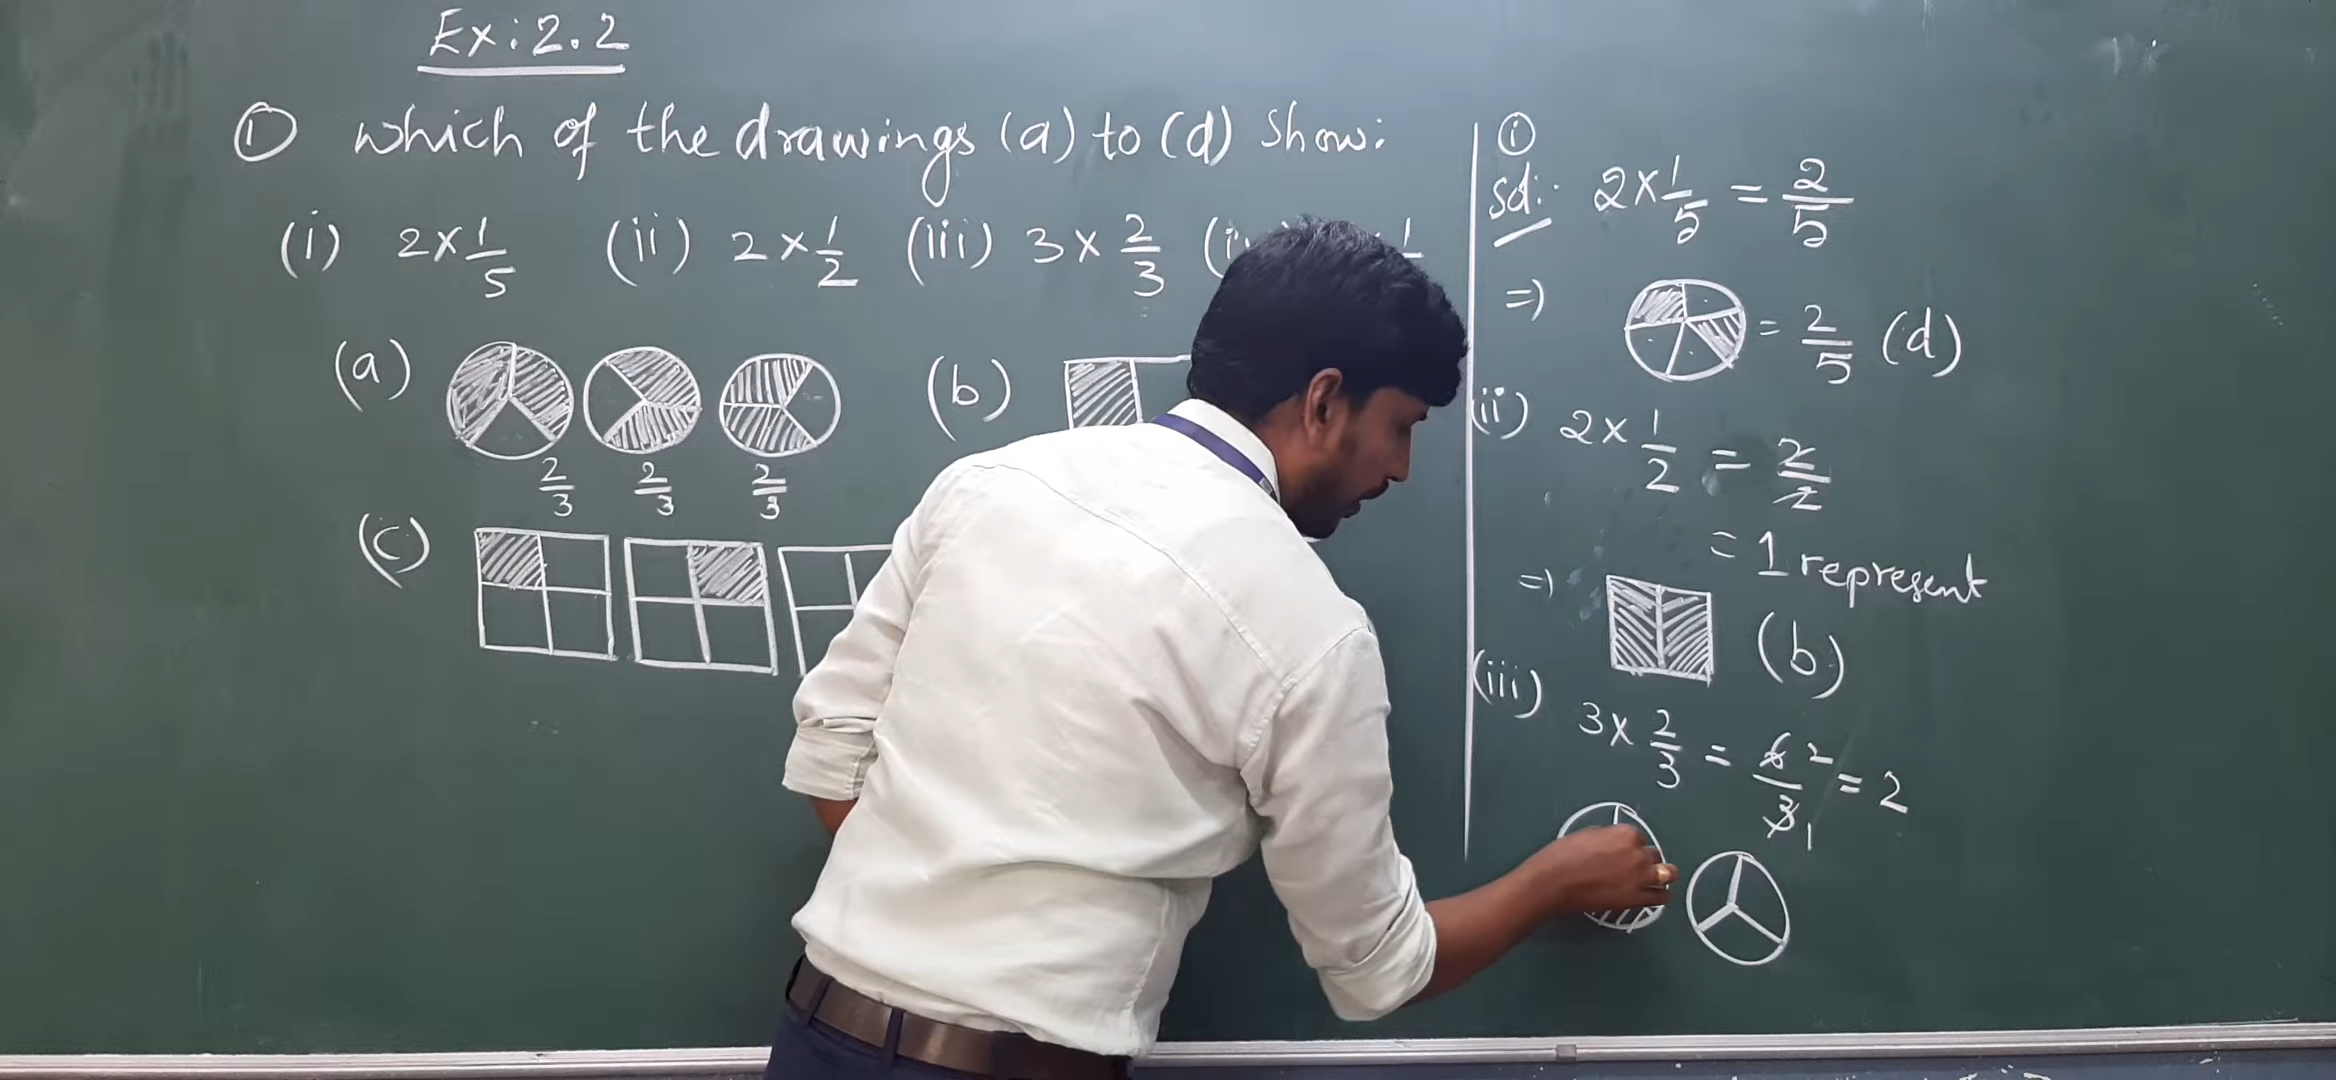 Ex: 2.2
① Which of the drawings (a) to (d) Show:
(i) 2 × 1/5 (ii) 2 × 1/2 (iii) 3 × 2/3
(a)
2/3 2/3 2/3
(b)
(c)
①
Sol:- 2 × 1/5 = 2/5
⇒ = 2/5 (d)
(ii) 2 × 1/2 = 2/2
= 1 represent
⇒ (b)
(iii) 3 × 2/3 = 6/3 2 1 = 2